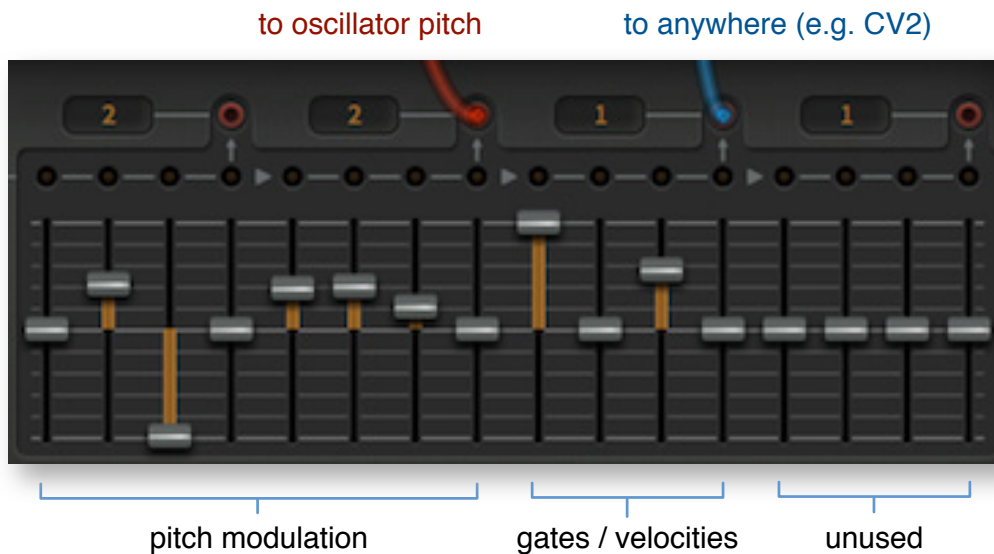 to oscillator pitch
to anywhere (e.g. CV2)
2
2
1
1
pitch modulation
gates / velocities
unused